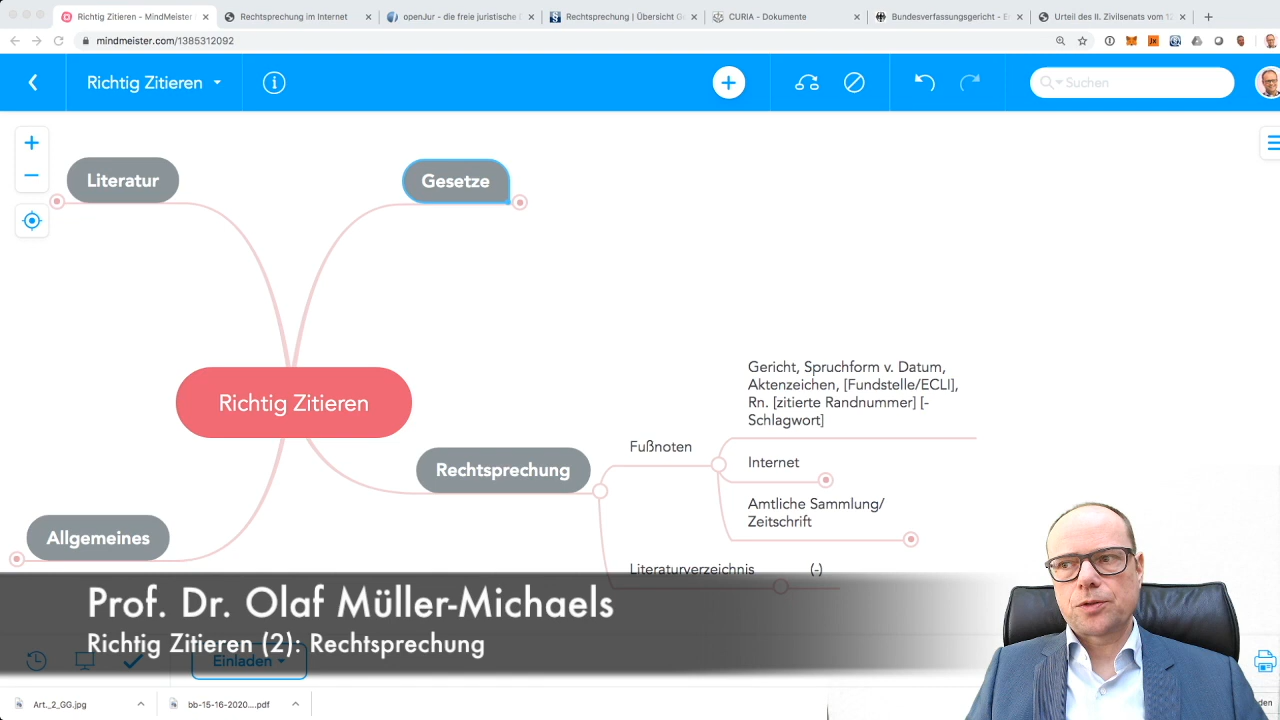 Richtig Zitieren - MindMeister
Rechtsprechung im Internet
openJur - die freie juristische
Rechtsprechung | Übersicht
CURIA - Dokumente
Bundesverfassungsgericht - E
Urteil des II. Zivilsenats vom
mindmeister.com/1385312092
Richtig Zitieren
Suchen
Literatur
Gesetze
Richtig Zitieren
Gericht, Spruchform v. Datum,
Aktenzeichen, [Fundstelle/ECLI],
Rn. [zitierte Randnummer] [-
Schlagwort]
Fußnoten
Internet
Rechtsprechung
Amtliche Sammlung/
Zeitschrift
Allgemeines
Literaturverzeichnis (-)
Prof. Dr. Olaf Müller-Michaels
Richtig Zitieren (2): Rechtsprechung
Einladen
Art._2_GG.jpg
bb-15-16-2020....pdf